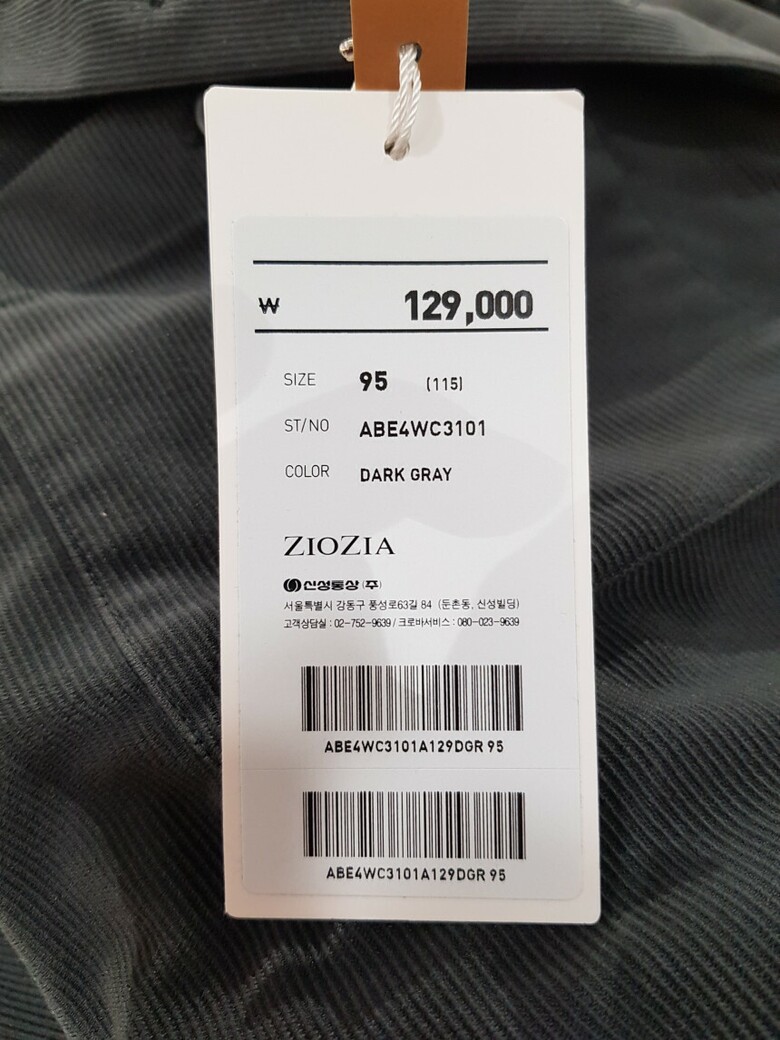 ₩ 129,000
SIZE 95 (115)
ST/NO ABE4WC3101
COLOR DARK GRAY
ZIOZIA
신성통상(주)
서울특별시 강동구 풍성로63길 84 (둔촌동, 신성빌딩)
고객상담실 : 02-752-9639 / 크로바서비스 : 080-023-9639
ABE4WC3101A129DGR 95
ABE4WC3101A129DGR 95